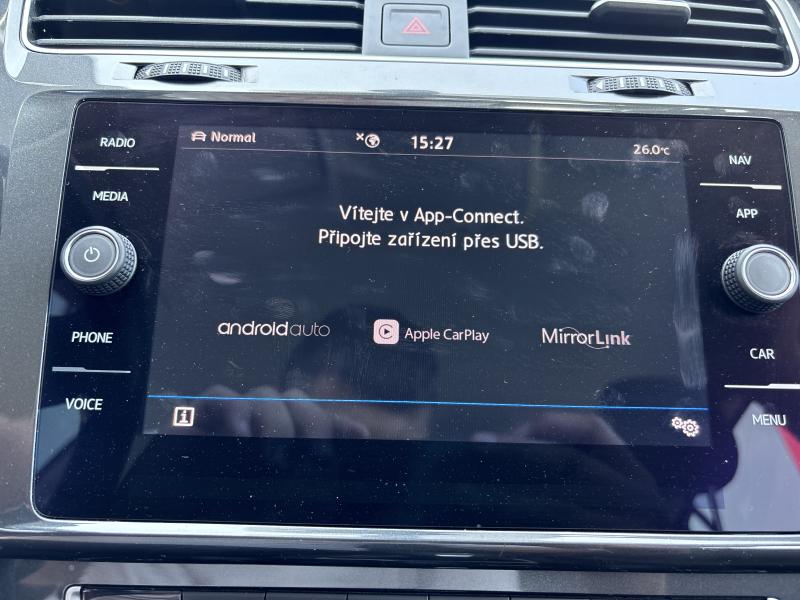 RADIO
MEDIA
PHONE
VOICE
Normal
15:27
26.0°C
Vítejte v App-Connect.
Připojte zařízení přes USB.
androidauto
Apple CarPlay
MirrorLink
i
NAV
APP
CAR
MENU